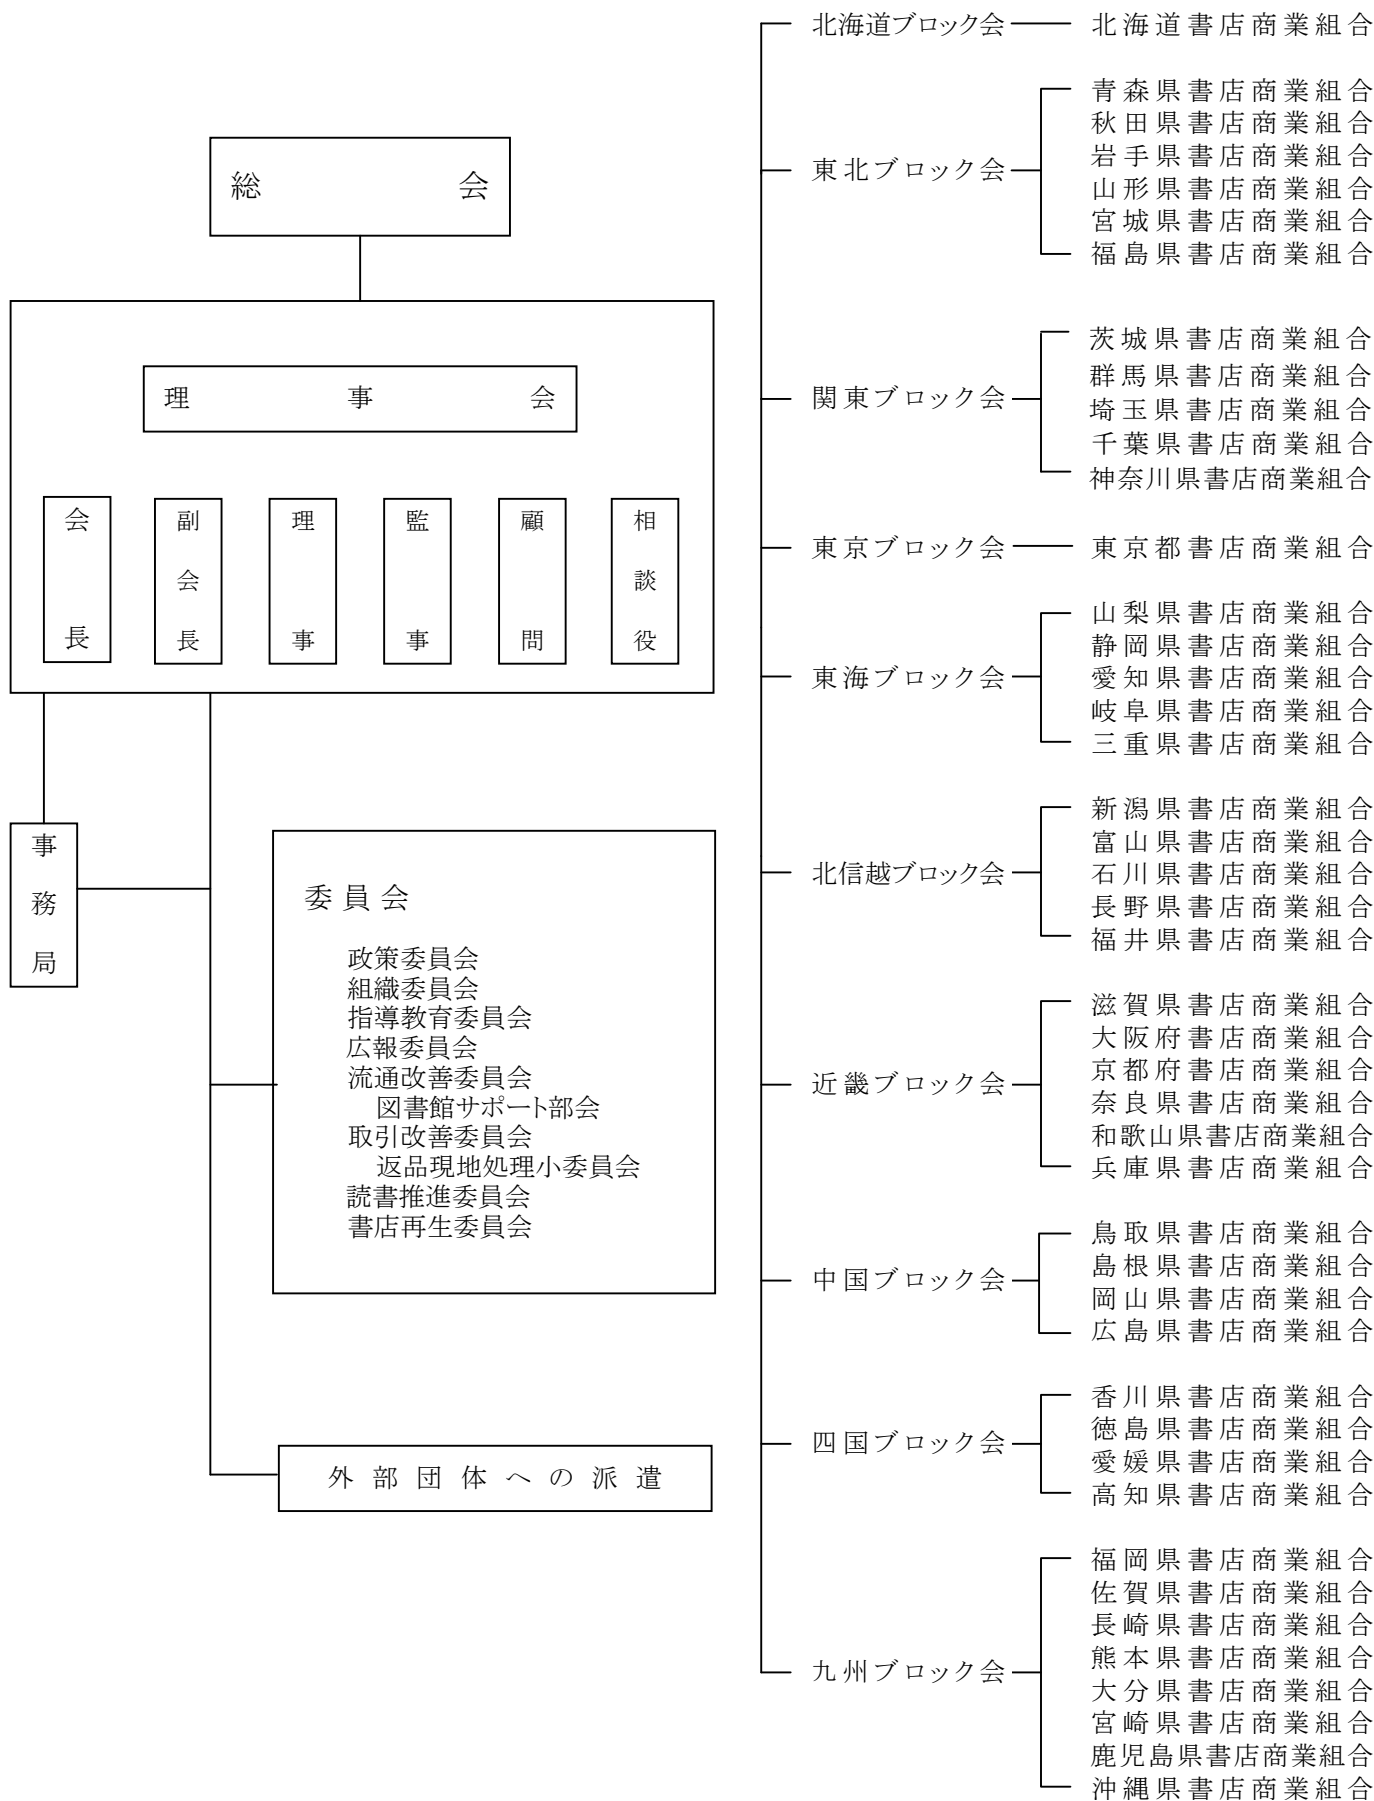 総会
理事会
会長
副会長
理事
監事
顧問
相談役
事務局
委員会
政策委員会
組織委員会
指導教育委員会
広報委員会
流通改善委員会
図書館サポート部会
取引改善委員会
返品現地処理小委員会
読書推進委員会
書店再生委員会
外部団体への派遣
北海道ブロック会
北海道書店商業組合
東北ブロック会
青森県書店商業組合
秋田県書店商業組合
岩手県書店商業組合
山形県書店商業組合
宮城県書店商業組合
福島県書店商業組合
関東ブロック会
茨城県書店商業組合
群馬県書店商業組合
埼玉県書店商業組合
千葉県書店商業組合
神奈川県書店商業組合
東京ブロック会
東京都書店商業組合
東海ブロック会
山梨県書店商業組合
静岡県書店商業組合
愛知県書店商業組合
岐阜県書店商業組合
三重県書店商業組合
北信越ブロック会
新潟県書店商業組合
富山県書店商業組合
石川県書店商業組合
長野県書店商業組合
福井県書店商業組合
近畿ブロック会
滋賀県書店商業組合
大阪府書店商業組合
京都府書店商業組合
奈良県書店商業組合
和歌山県書店商業組合
兵庫県書店商業組合
中国ブロック会
鳥取県書店商業組合
島根県書店商業組合
岡山県書店商業組合
広島県書店商業組合
四国ブロック会
香川県書店商業組合
徳島県書店商業組合
愛媛県書店商業組合
高知県書店商業組合
九州ブロック会
福岡県書店商業組合
佐賀県書店商業組合
長崎県書店商業組合
熊本県書店商業組合
大分県書店商業組合
宮崎県書店商業組合
鹿児島県書店商業組合
沖縄県書店商業組合